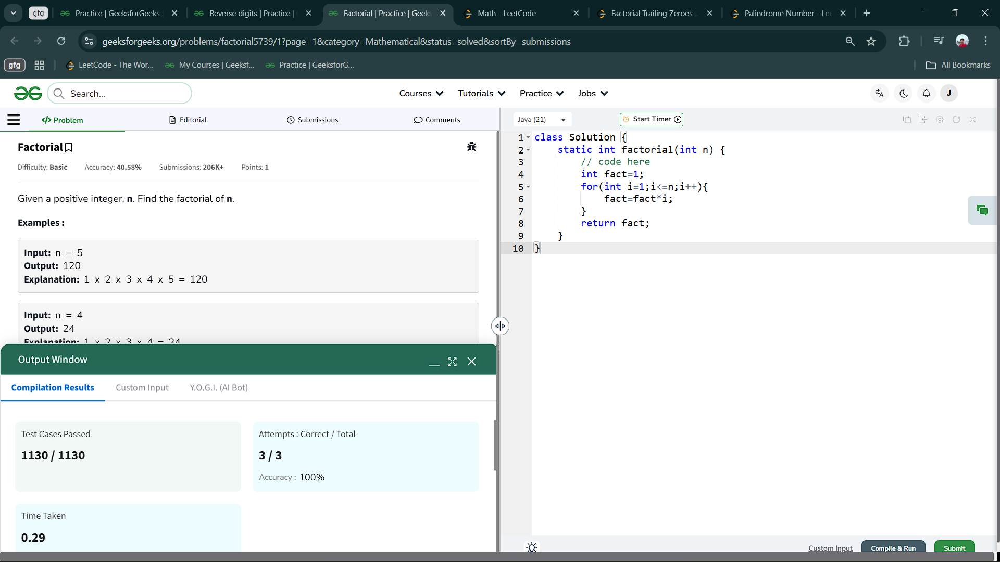 gfg
Practice | GeeksforGeeks
Reverse digits | Practice |
Factorial | Practice | Geeks
Math - LeetCode
Factorial Trailing Zeroes -
Palindrome Number - Lee
geeksforgeeks.org/problems/factorial5739/1?page=1&category=Mathematical&status=solved&sortBy=submissions
gfg
LeetCode - The Wor...
My Courses | Geeksf...
Practice | GeeksforG...
All Bookmarks
Search...
Courses
Tutorials
Practice
Jobs
J
</> Problem
Editorial
Submissions
Comments
Java (21)
Start Timer
Factorial
Difficulty: Basic
Accuracy: 40.58%
Submissions: 206K+
Points: 1
Given a positive integer, n. Find the factorial of n.
Examples :
Input: n = 5
Output: 120
Explanation: 1 x 2 x 3 x 4 x 5 = 120
Input: n = 4
Output: 24
Explanation: 1 x 2 x 3 x 4 = 24
Output Window
Compilation Results
Custom Input
Y.O.G.I. (AI Bot)
Test Cases Passed
1130 / 1130
Attempts : Correct / Total
3 / 3
Accuracy : 100%
Time Taken
0.29
1 class Solution {
2 static int factorial(int n) {
3 // code here
4 int fact=1;
5 for(int i=1;i<=n;i++){
6 fact=fact*i;
7 }
8 return fact;
9 }
10 }
Custom Input
Compile & Run
Submit